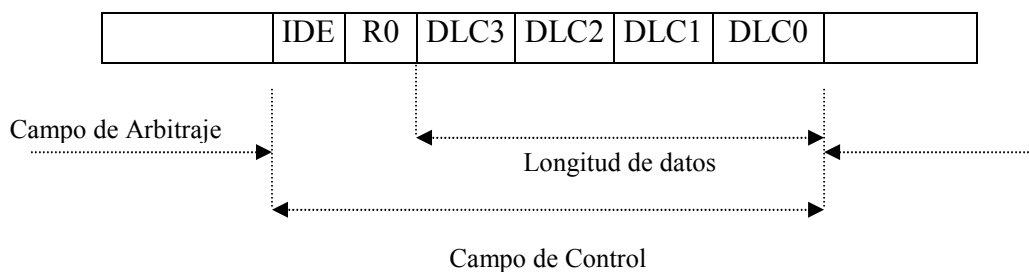 IDE R0 DLC3 DLC2 DLC1 DLC0
Campo de Arbitraje
Longitud de datos
Campo de Control